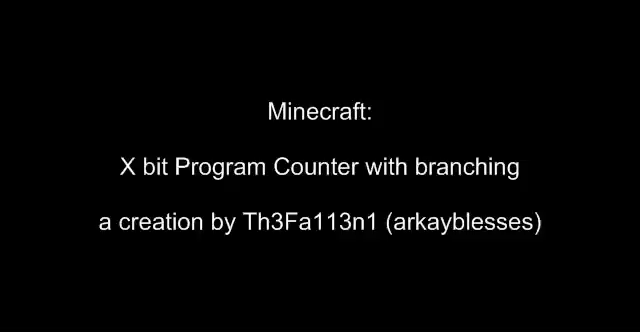 Minecraft:
X bit Program Counter with branching
a creation by Th3Fa113n1 (arkayblesses)